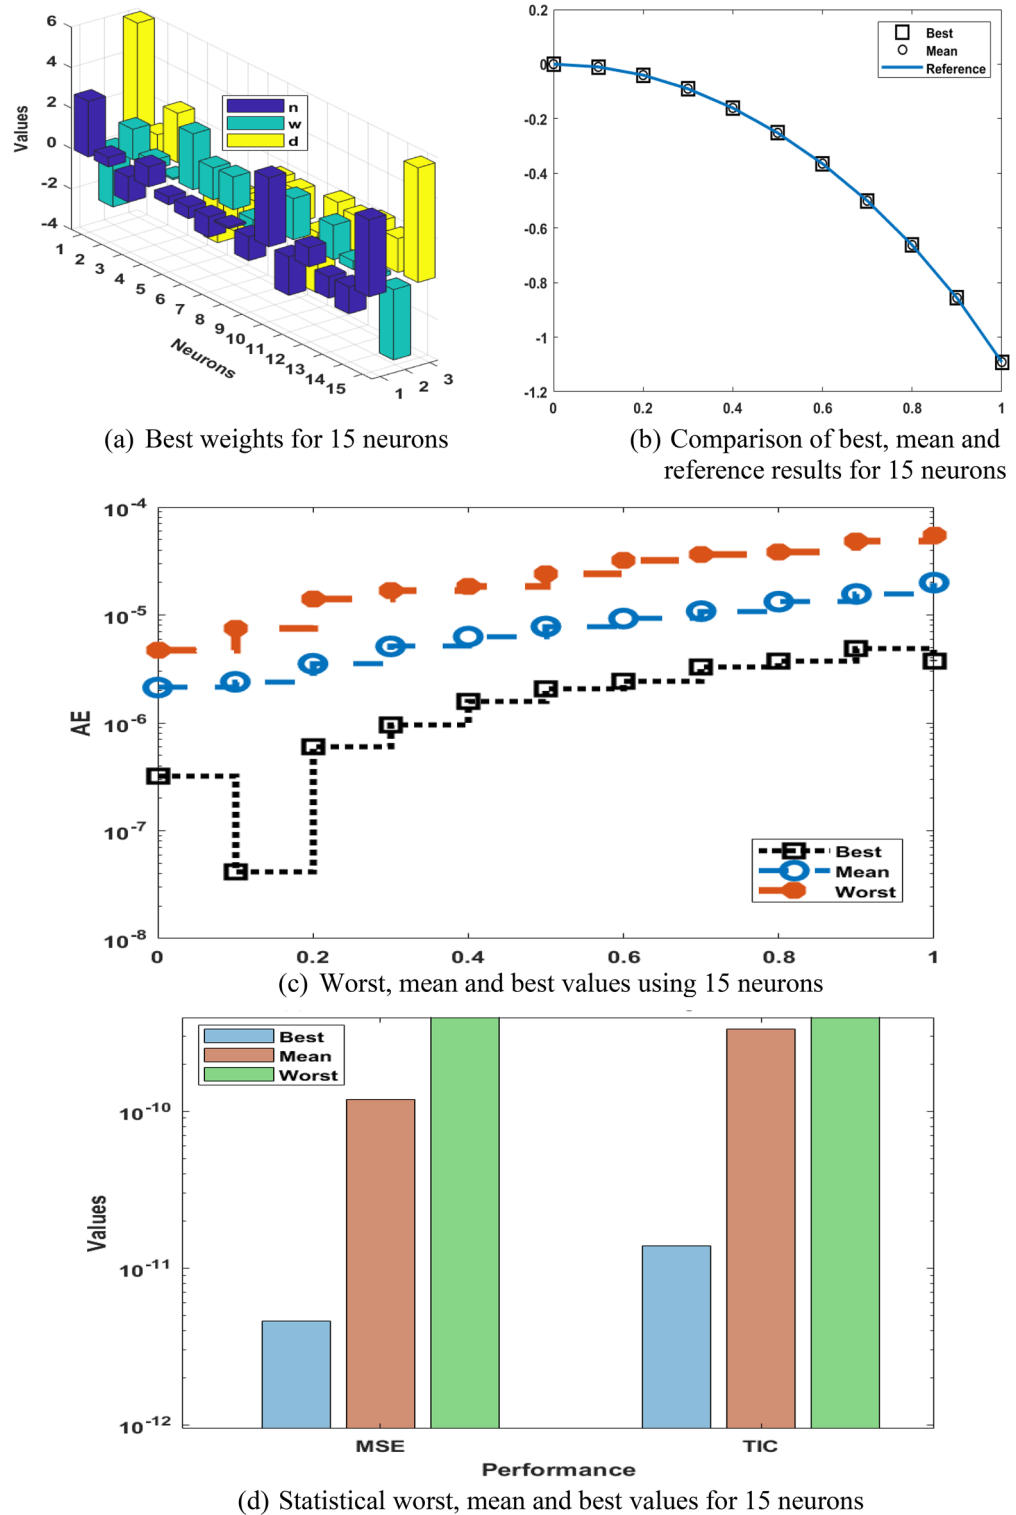 6
4
2
0
-2
-4
Values
n
w
d
1
2
3
4
5
6
7
8
9
10
11
12
13
14
15
Neurons
1
2
3
(a) Best weights for 15 neurons
0.2
0
-0.2
-0.4
-0.6
-0.8
-1
-1.2
Best
Mean
Reference
0 0.2 0.4 0.6 0.8 1
(b) Comparison of best, mean and
reference results for 15 neurons
10-4
10-5
10-6
10-7
10-8
AE
Best
Mean
Worst
0 0.2 0.4 0.6 0.8 1
(c) Worst, mean and best values using 15 neurons
Best
Mean
Worst
10-10
10-11
10-12
Values
MSE TIC
Performance
(d) Statistical worst, mean and best values for 15 neurons